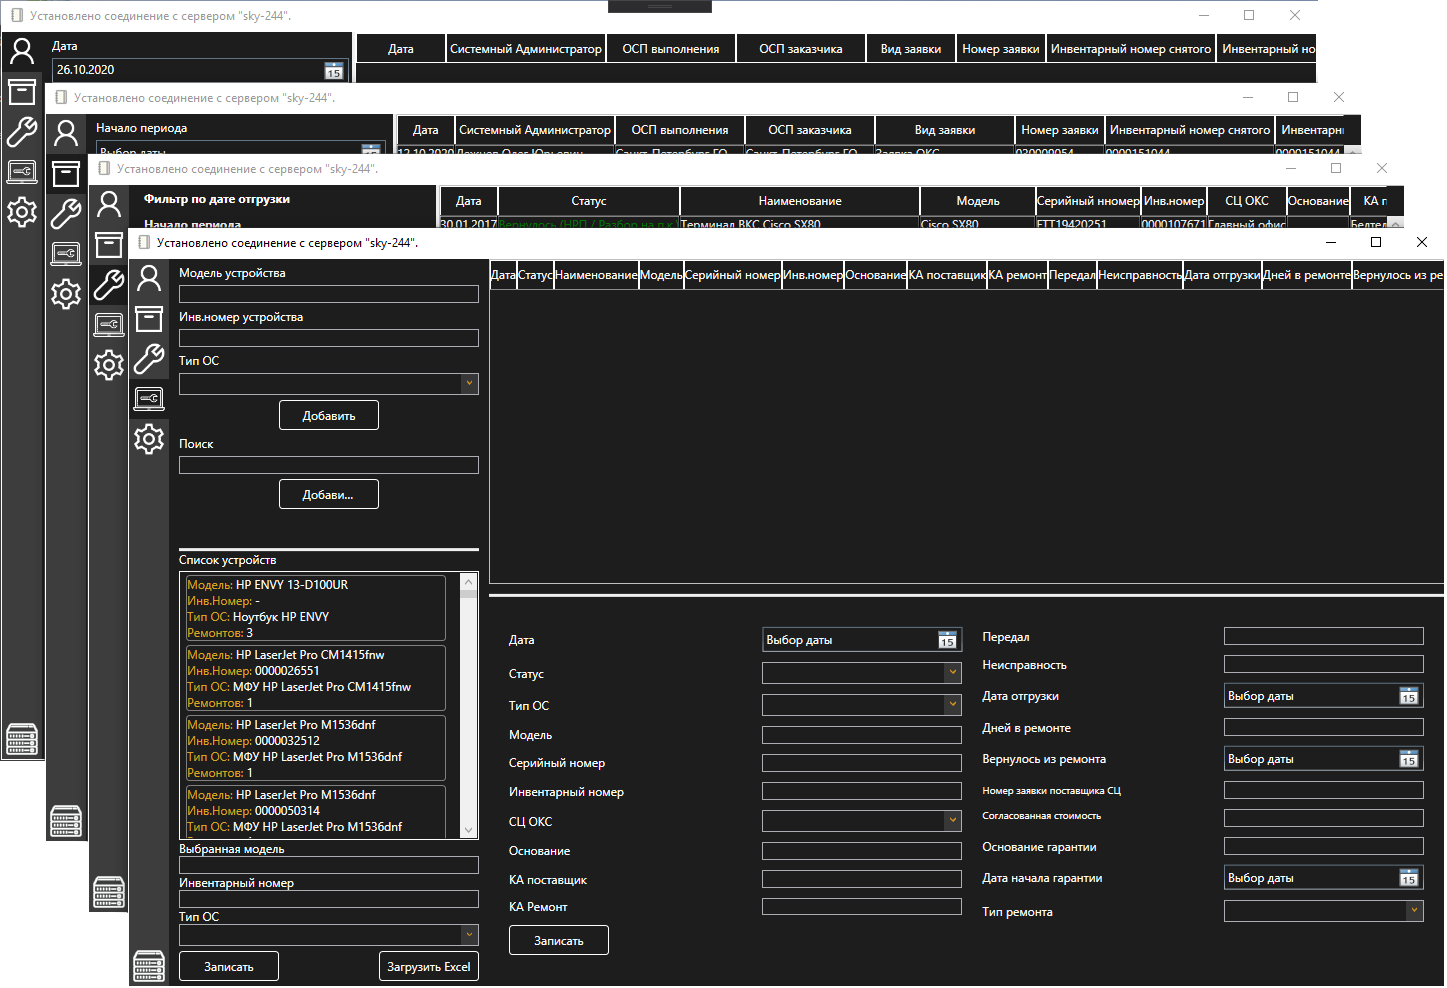 Установлено соединение с сервером "sky-244".
Дата
26.10.2020
15
Дата Системный Администратор ОСП выполнения ОСП заказчика Вид заявки Номер заявки Инвентарный номер снятого Инвентарный но
Установлено соединение с сервером "sky-244".
Начало периода
Выбор даты
Дата Системный Администратор ОСП выполнения ОСП заказчика Вид заявки Номер заявки Инвентарный номер снятого Инвентарн
12.10.2020 Олег Юрьевич Санкт-Петербург ГО Санкт-Петербург ГО Заявка ОКС 030009954 0000151044 0000151044
Установлено соединение с сервером "sky-244".
Фильтр по дате отгрузки
Начало периода
Дата Статус Наименование Модель Серийный нномер Инв.номер СЦ ОКС Основание КА п
30.01.2017 Вернулось (НРП / Разбор на п.к.) Терминал ВКС Cisco SX80 Cisco SX80 FTT19420251 0000107671 Главный офис Белтел
Установлено соединение с сервером "sky-244".
Модель устройства
Инв.номер устройства
Тип ОС
Добавить
Поиск
Добави...
Список устройств
Модель: HP ENVY 13-D100UR
Инв.Номер: -
Тип ОС: Ноутбук HP ENVY
Ремонтов: 3
Модель: HP LaserJet Pro CM1415fnw
Инв.Номер: 0000026551
Тип ОС: МФУ HP LaserJet Pro CM1415fnw
Ремонтов: 1
Модель: HP LaserJet Pro M1536dnf
Инв.Номер: 0000032512
Тип ОС: МФУ HP LaserJet Pro M1536dnf
Ремонтов: 1
Модель: HP LaserJet Pro M1536dnf
Инв.Номер: 0000050314
Тип ОС: МФУ HP LaserJet Pro M1536dnf
Выбранная модель
Инвентарный номер
Тип ОС
Записать Загрузить Excel
Дата Статус Наименование Модель Серийный номер Инв.номер Основание КА поставщик КА ремонт Передал Неисправность Дата отгрузки Дней в ремонте Вернулось из ре
Дата Выбор даты 15
Статус
Тип ОС
Модель
Серийный номер
Инвентарный номер
СЦ ОКС
Основание
КА поставщик
КА Ремонт
Записать
Передал
Неисправность
Дата отгрузки Выбор даты 15
Дней в ремонте
Вернулось из ремонта Выбор даты 15
Номер заявки поставщика СЦ
Согласованная стоимость
Основание гарантии
Дата начала гарантии Выбор даты 15
Тип ремонта